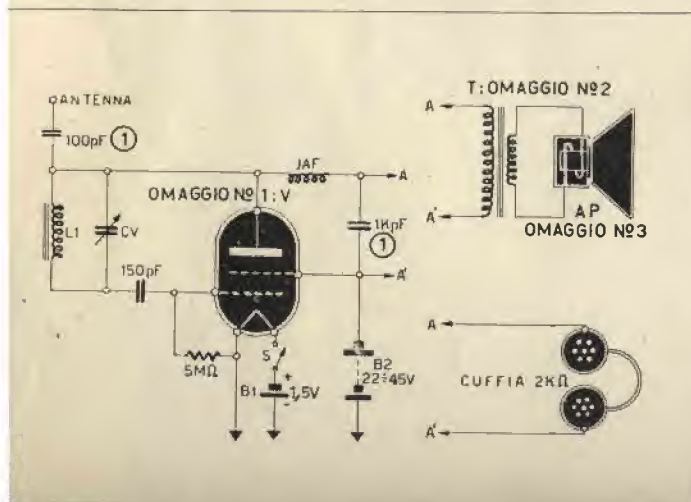 ANTENNA
100pF ①
L1
CV
150pF
OMAGGIO Nº 1:V
JAF
A
1KpF
①
A'
5MΩ
S
B1
+
1,5V
-
B2
22÷45V
T: OMAGGIO Nº2
A
A'
AP
OMAGGIO Nº3
A
CUFFIA 2KΩ
A'